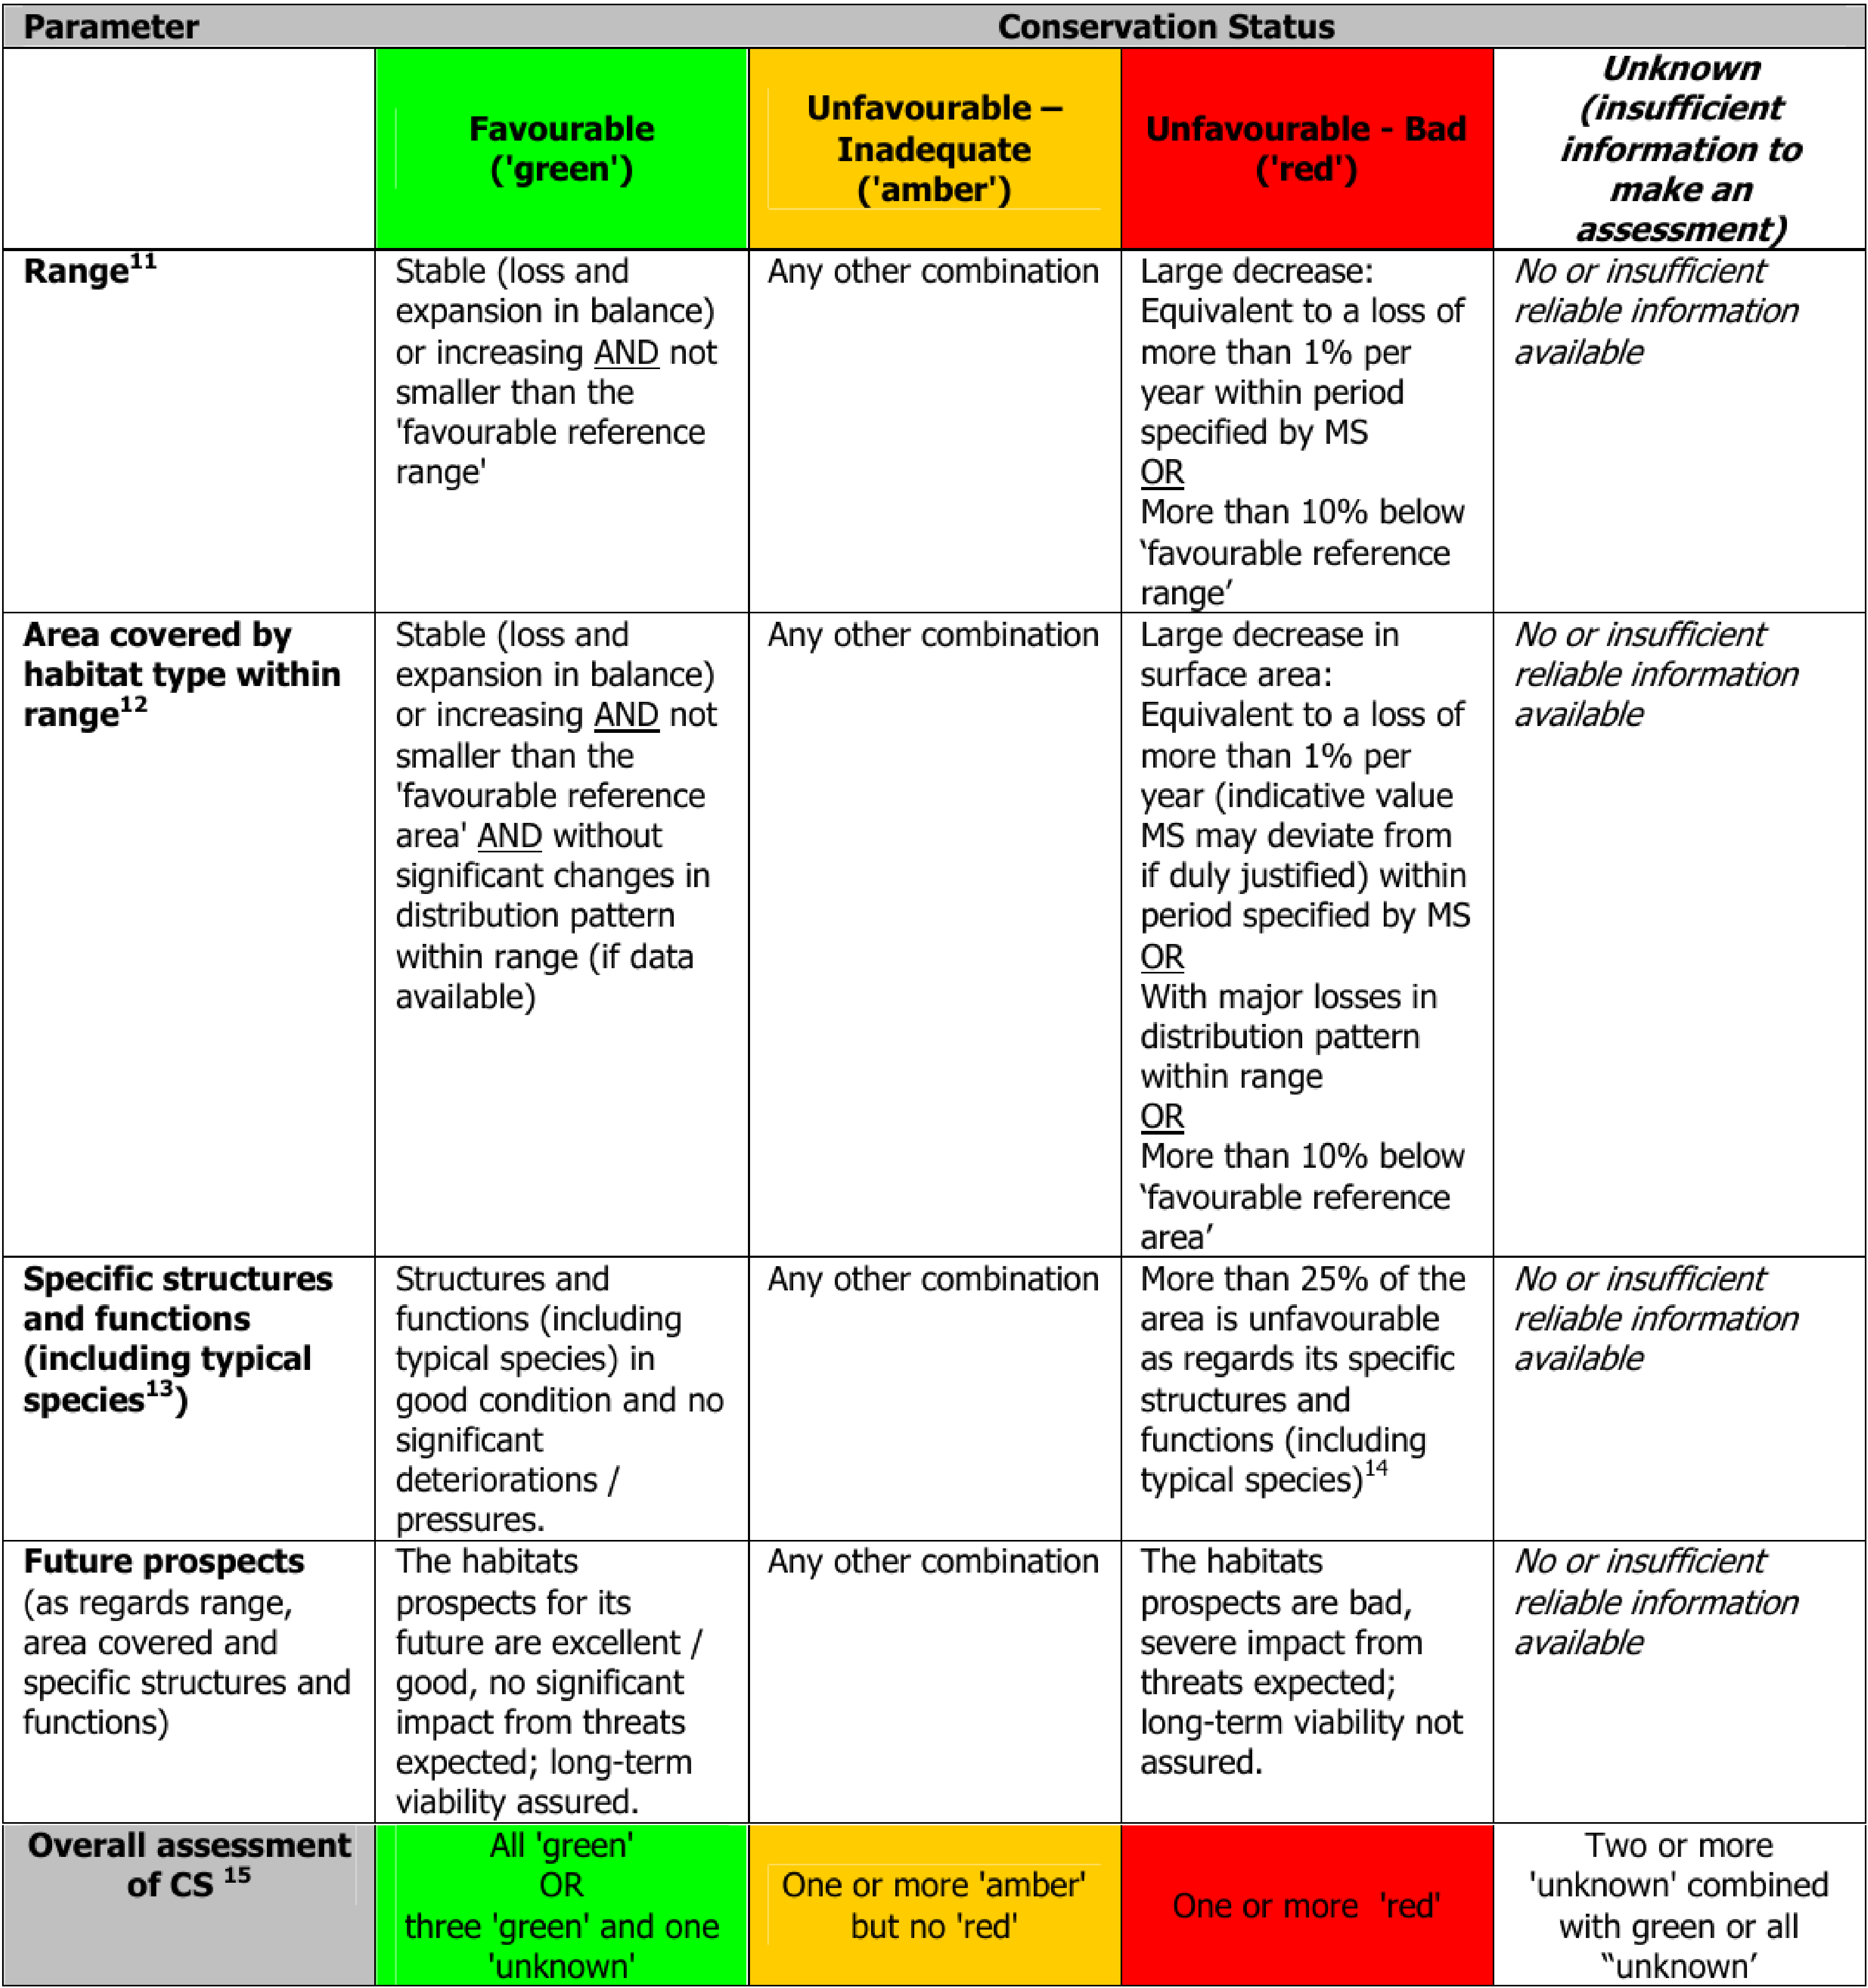 Parameter
Conservation Status
Favourable
('green')
Unfavourable –
Inadequate
('amber')
Unfavourable - Bad
('red')
Unknown
(insufficient
information to
make an
assessment)
Range11
Stable (loss and
expansion in balance)
or increasing AND not
smaller than the
'favourable reference
range'
Any other combination
Large decrease:
Equivalent to a loss of
more than 1% per
year within period
specified by MS
OR
More than 10% below
‘favourable reference
range’
No or insufficient
reliable information
available
Area covered by
habitat type within
range12
Stable (loss and
expansion in balance)
or increasing AND not
smaller than the
'favourable reference
area' AND without
significant changes in
distribution pattern
within range (if data
available)
Any other combination
Large decrease in
surface area:
Equivalent to a loss of
more than 1% per
year (indicative value
MS may deviate from
if duly justified) within
period specified by MS
OR
With major losses in
distribution pattern
within range
OR
More than 10% below
‘favourable reference
area’
No or insufficient
reliable information
available
Specific structures
and functions
(including typical
species13)
Structures and
functions (including
typical species) in
good condition and no
significant
deteriorations /
pressures.
Any other combination
More than 25% of the
area is unfavourable
as regards its specific
structures and
functions (including
typical species)14
No or insufficient
reliable information
available
Future prospects
(as regards range,
area covered and
specific structures and
functions)
The habitats
prospects for its
future are excellent /
good, no significant
impact from threats
expected; long-term
viability assured.
Any other combination
The habitats
prospects are bad,
severe impact from
threats expected;
long-term viability not
assured.
No or insufficient
reliable information
available
Overall assessment
of CS 15
All 'green'
OR
three 'green' and one
'unknown'
One or more 'amber'
but no 'red'
One or more 'red'
Two or more
'unknown' combined
with green or all
“unknown’